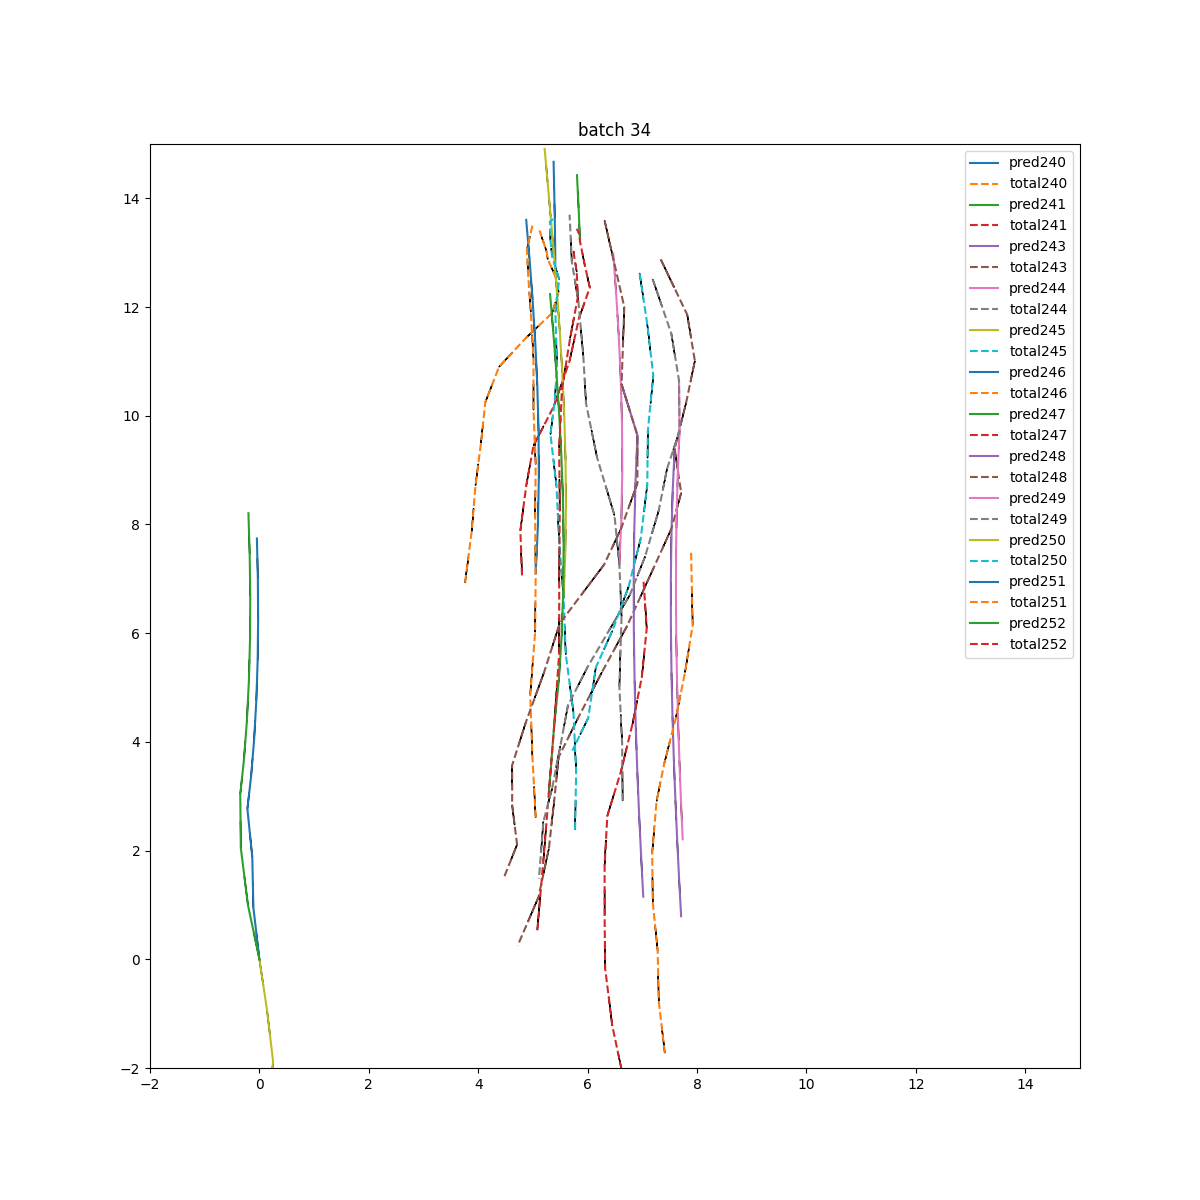 batch 34
pred240
total240
pred241
total241
pred243
total243
pred244
total244
pred245
total245
pred246
total246
pred247
total247
pred248
total248
pred249
total249
pred250
total250
pred251
total251
pred252
total252
14
12
10
8
6
4
2
0
−2
−2 0 2 4 6 8 10 12 14